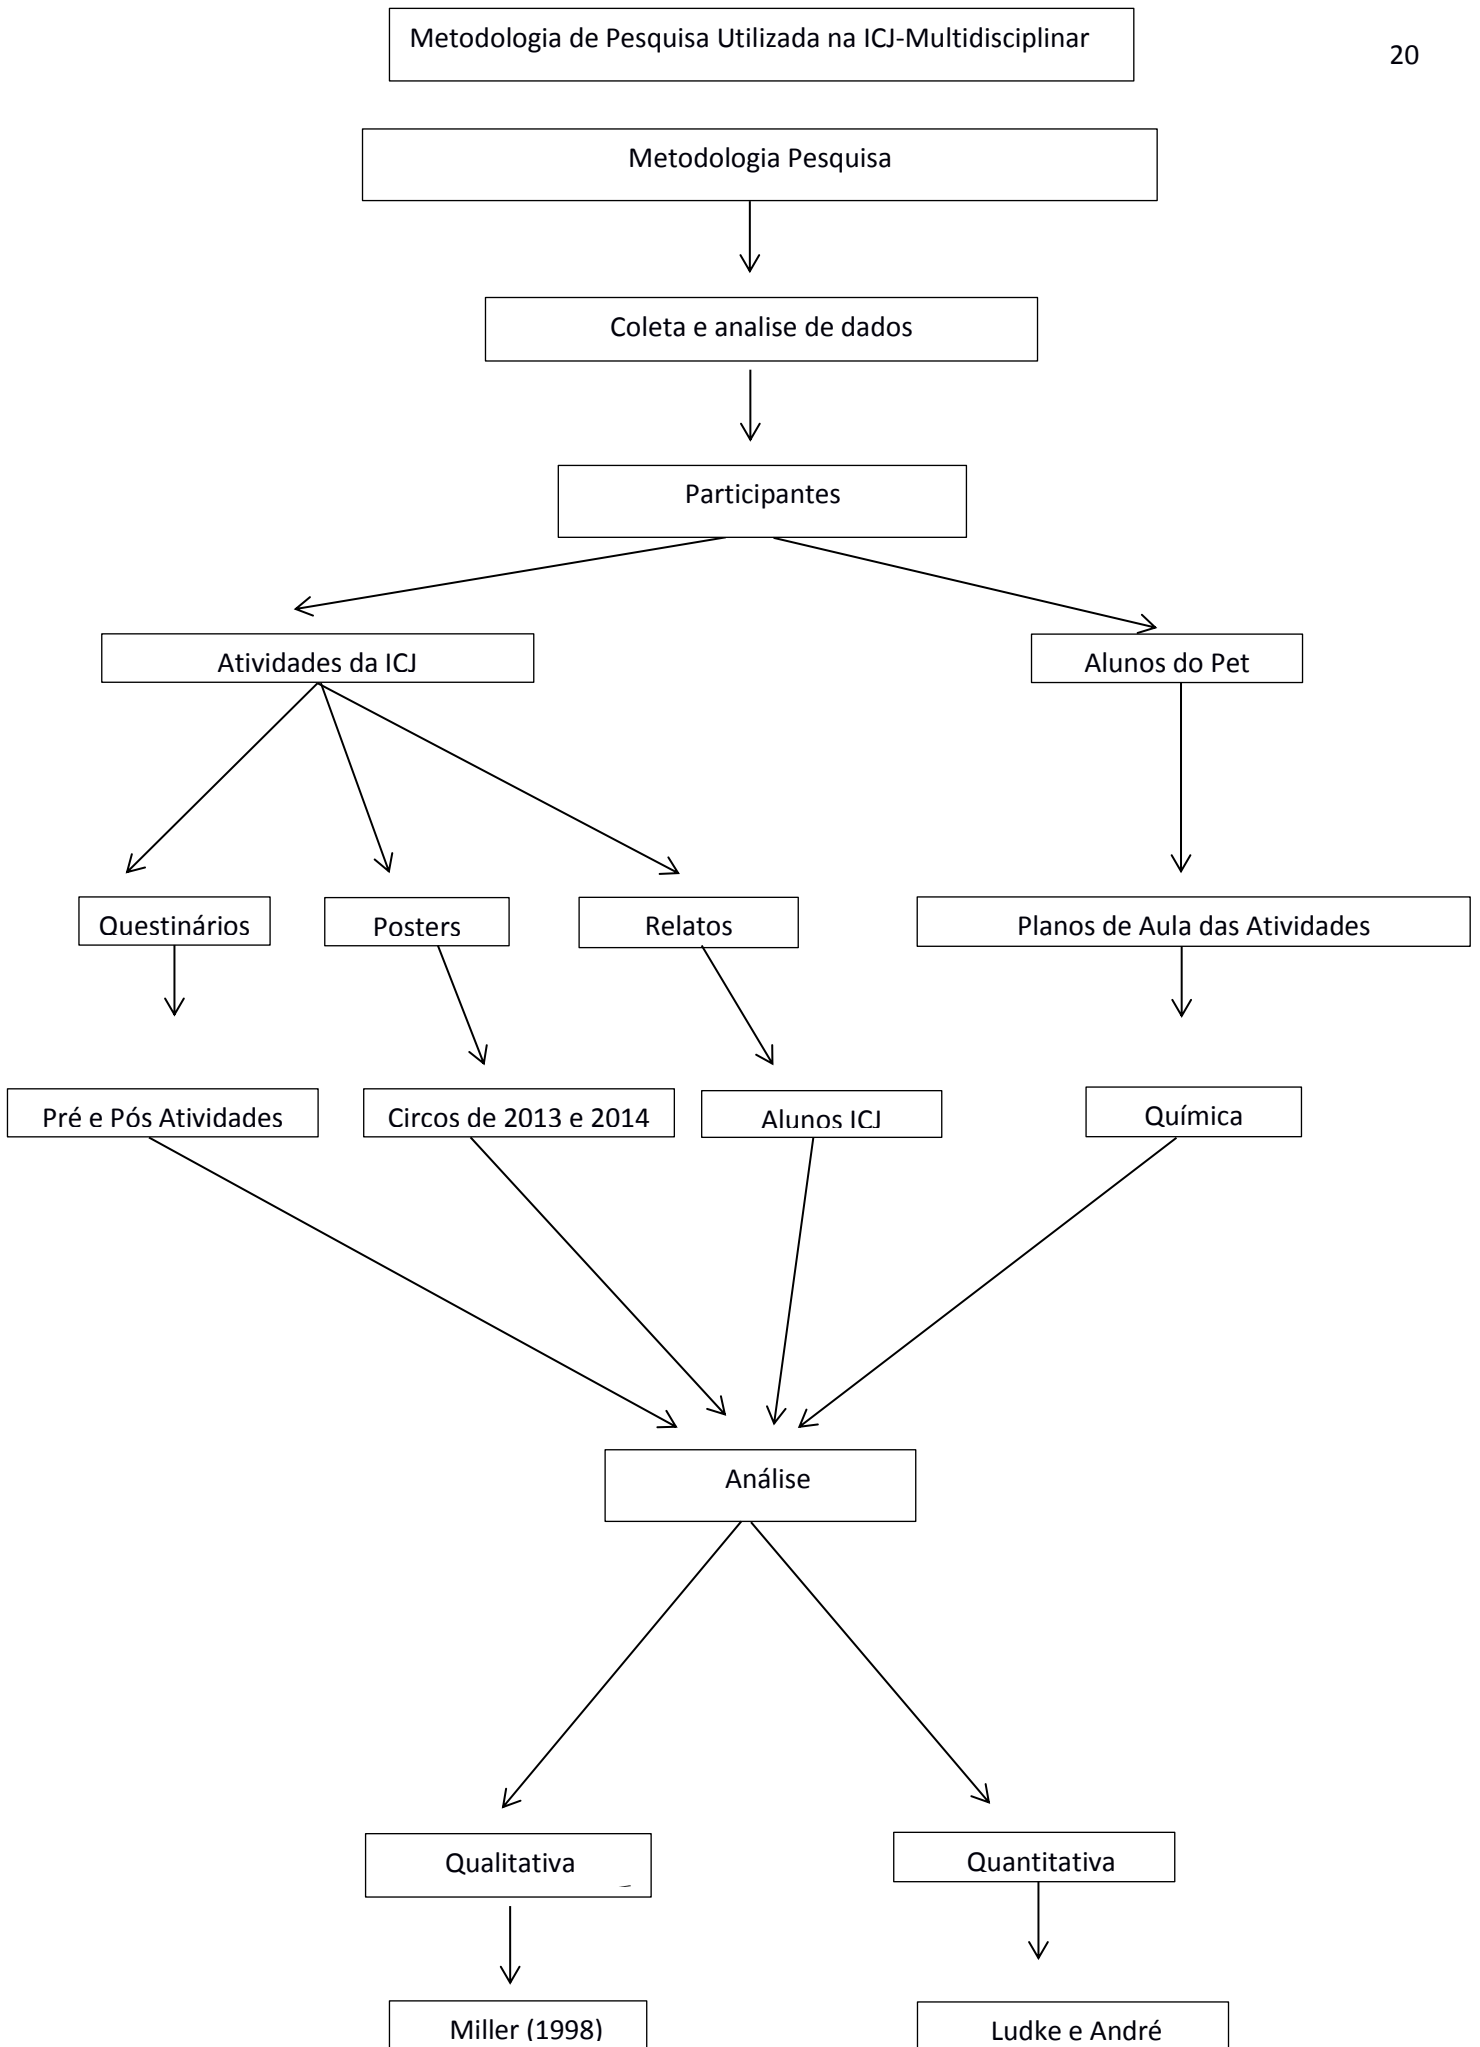 Metodologia de Pesquisa Utilizada na ICJ-Multidisciplinar
20
Metodologia Pesquisa
Coleta e analise de dados
Participantes
Atividades da ICJ
Alunos do Pet
Questinários
Posters
Relatos
Planos de Aula das Atividades
Pré e Pós Atividades
Circos de 2013 e 2014
Alunos ICJ
Química
Análise
Qualitativa
Quantitativa
Miller (1998)
Ludke e André